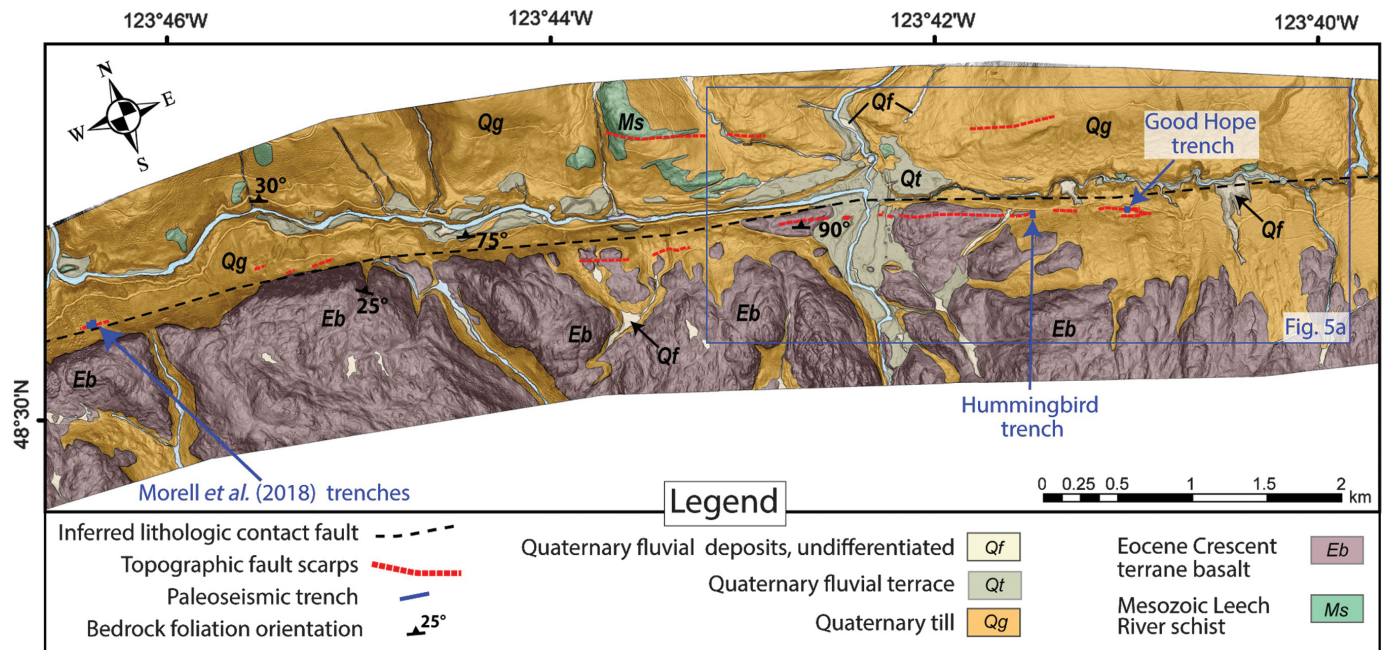 123°46'W
123°44'W
123°42'W
123°40'W
N
E
W
S
Qg
Ms
Qf
Qg
Good Hope
trench
30°
Qt
75°
90°
Qf
Qg
25°
Eb
Eb
Qf
Eb
Eb
Fig. 5a
Eb
48°30'N
Hummingbird
trench
Morell et al. (2018) trenches
0 0.25 0.5 1 1.5 2
km
Legend
Inferred lithologic contact fault
Topographic fault scarps
Paleoseismic trench
Bedrock foliation orientation
25°
Quaternary fluvial deposits, undifferentiated
Qf
Quaternary fluvial terrace
Qt
Quaternary till
Qg
Eocene Crescent
terrane basalt
Eb
Mesozoic Leech
River schist
Ms